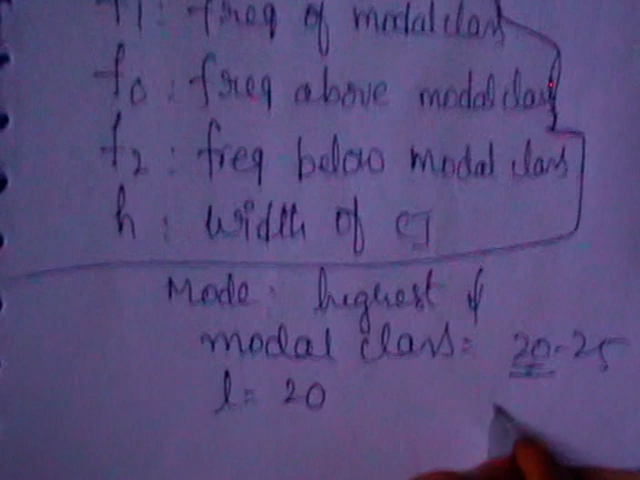 f1: freq of modal class
f0: freq above modal class
f2: freq below modal class
h: width of CI
Mode: highest f
modal class= 20-25
l= 20